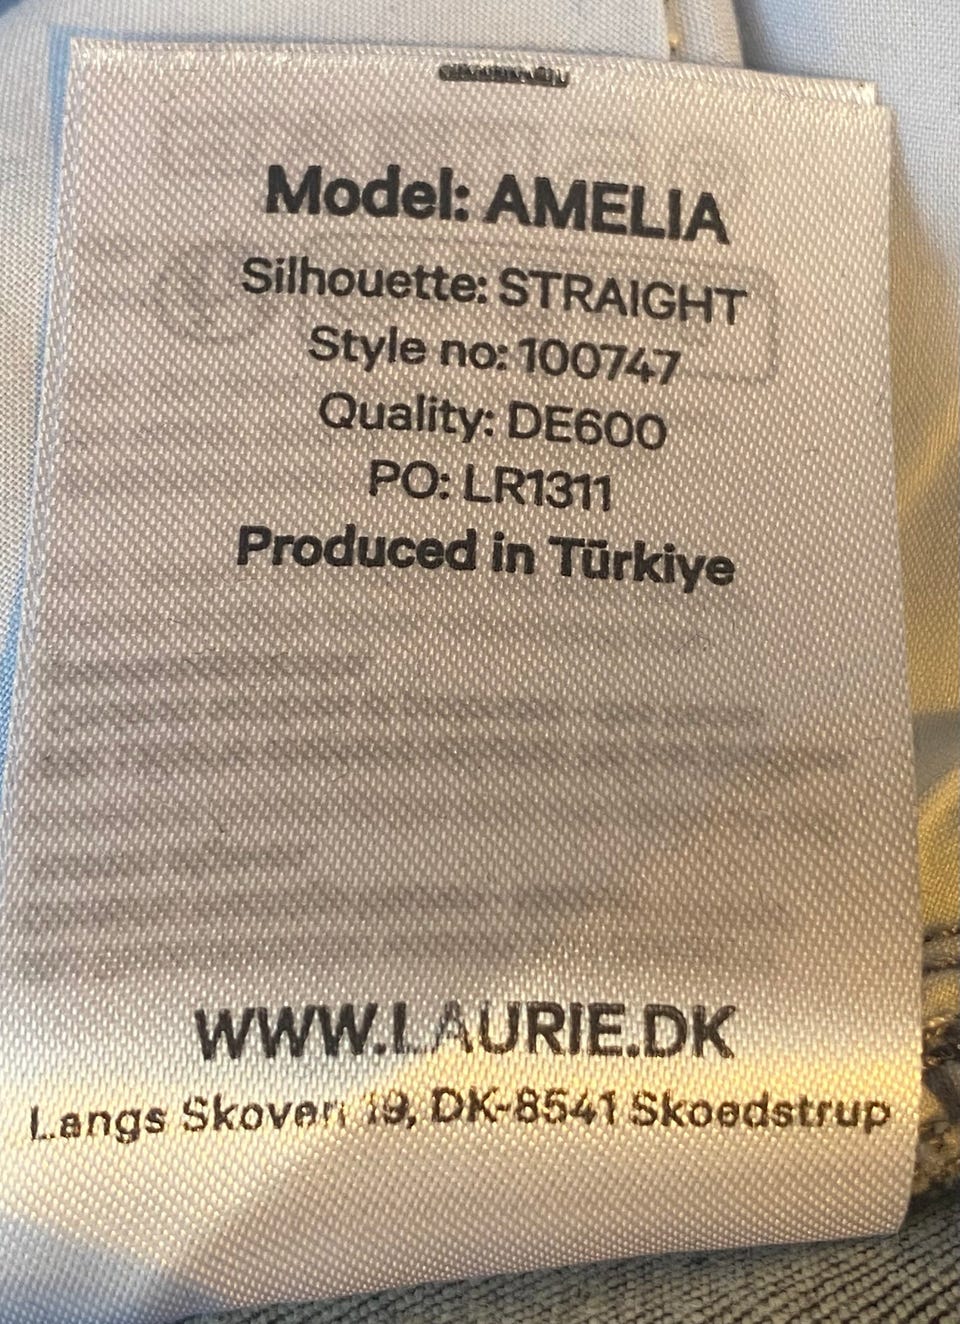 Model: AMELIA
Silhouette: STRAIGHT
Style no: 100747
Quality: DE600
PO: LR1311
Produced in Türkiye
WWW.LAURIE.DK
Langs Skoven 19, DK-8541 Skoedstrup